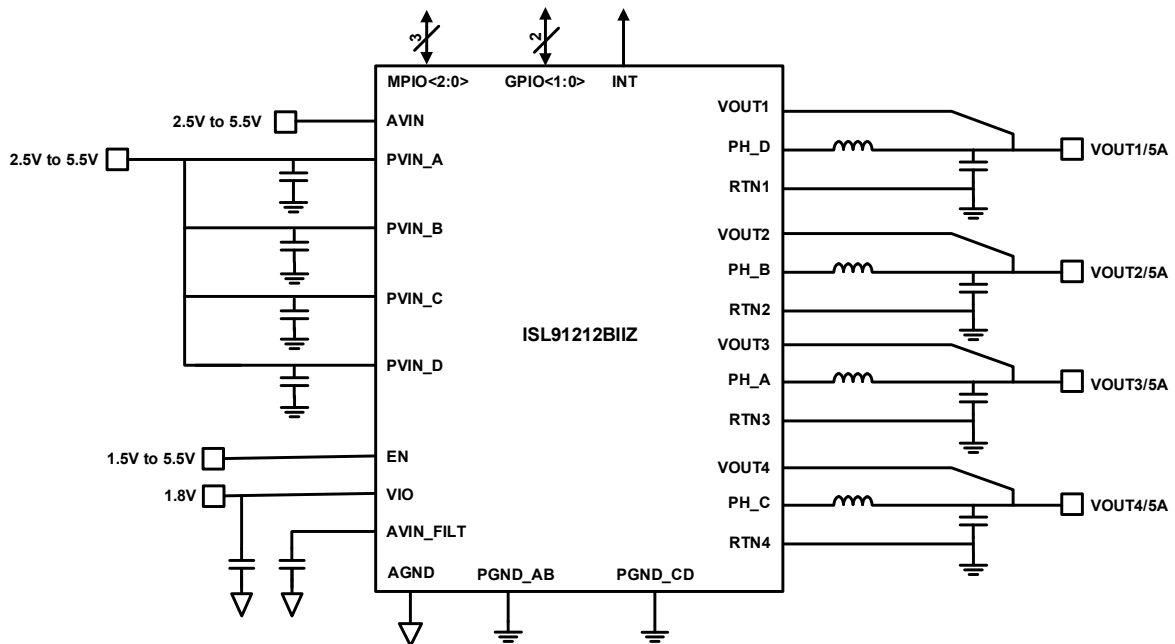 3
2
MPIO<2:0>
GPIO<1:0>
INT
2.5V to 5.5V
AVIN
2.5V to 5.5V
PVIN_A
PVIN_B
PVIN_C
PVIN_D
1.5V to 5.5V
EN
1.8V
VIO
AVIN_FILT
AGND
PGND_AB
PGND_CD
ISL91212BIIZ
VOUT1
PH_D
VOUT1/5A
RTN1
VOUT2
PH_B
VOUT2/5A
RTN2
VOUT3
PH_A
VOUT3/5A
RTN3
VOUT4
PH_C
VOUT4/5A
RTN4